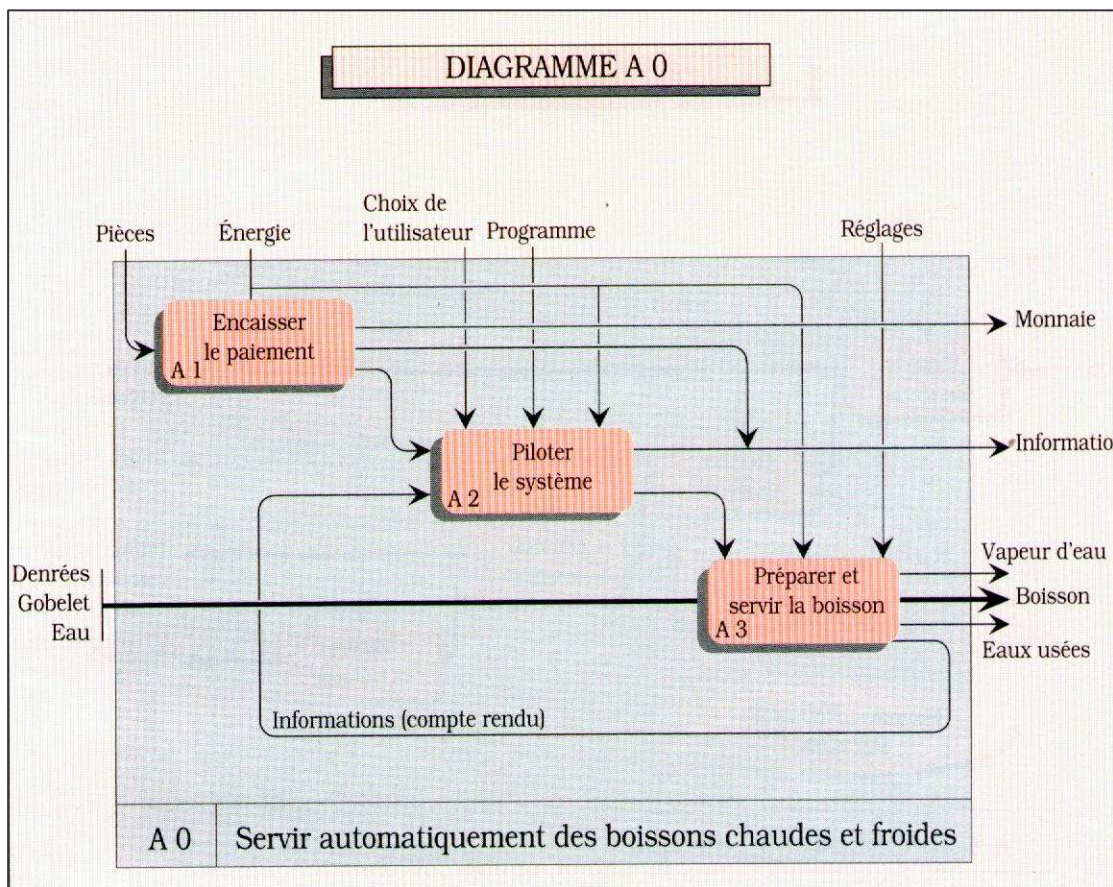 DIAGRAMME A 0
Choix de
Pièces Énergie l'utilisateur Programme Réglages
Encaisser
le paiement
A 1
Monnaie
Piloter
le système
A 2
Informatio
Vapeur d'eau
Denrées
Gobelet
Eau
Préparer et
servir la boisson
A 3
Boisson
Eaux usées
Informations (compte rendu)
A 0 Servir automatiquement des boissons chaudes et froides